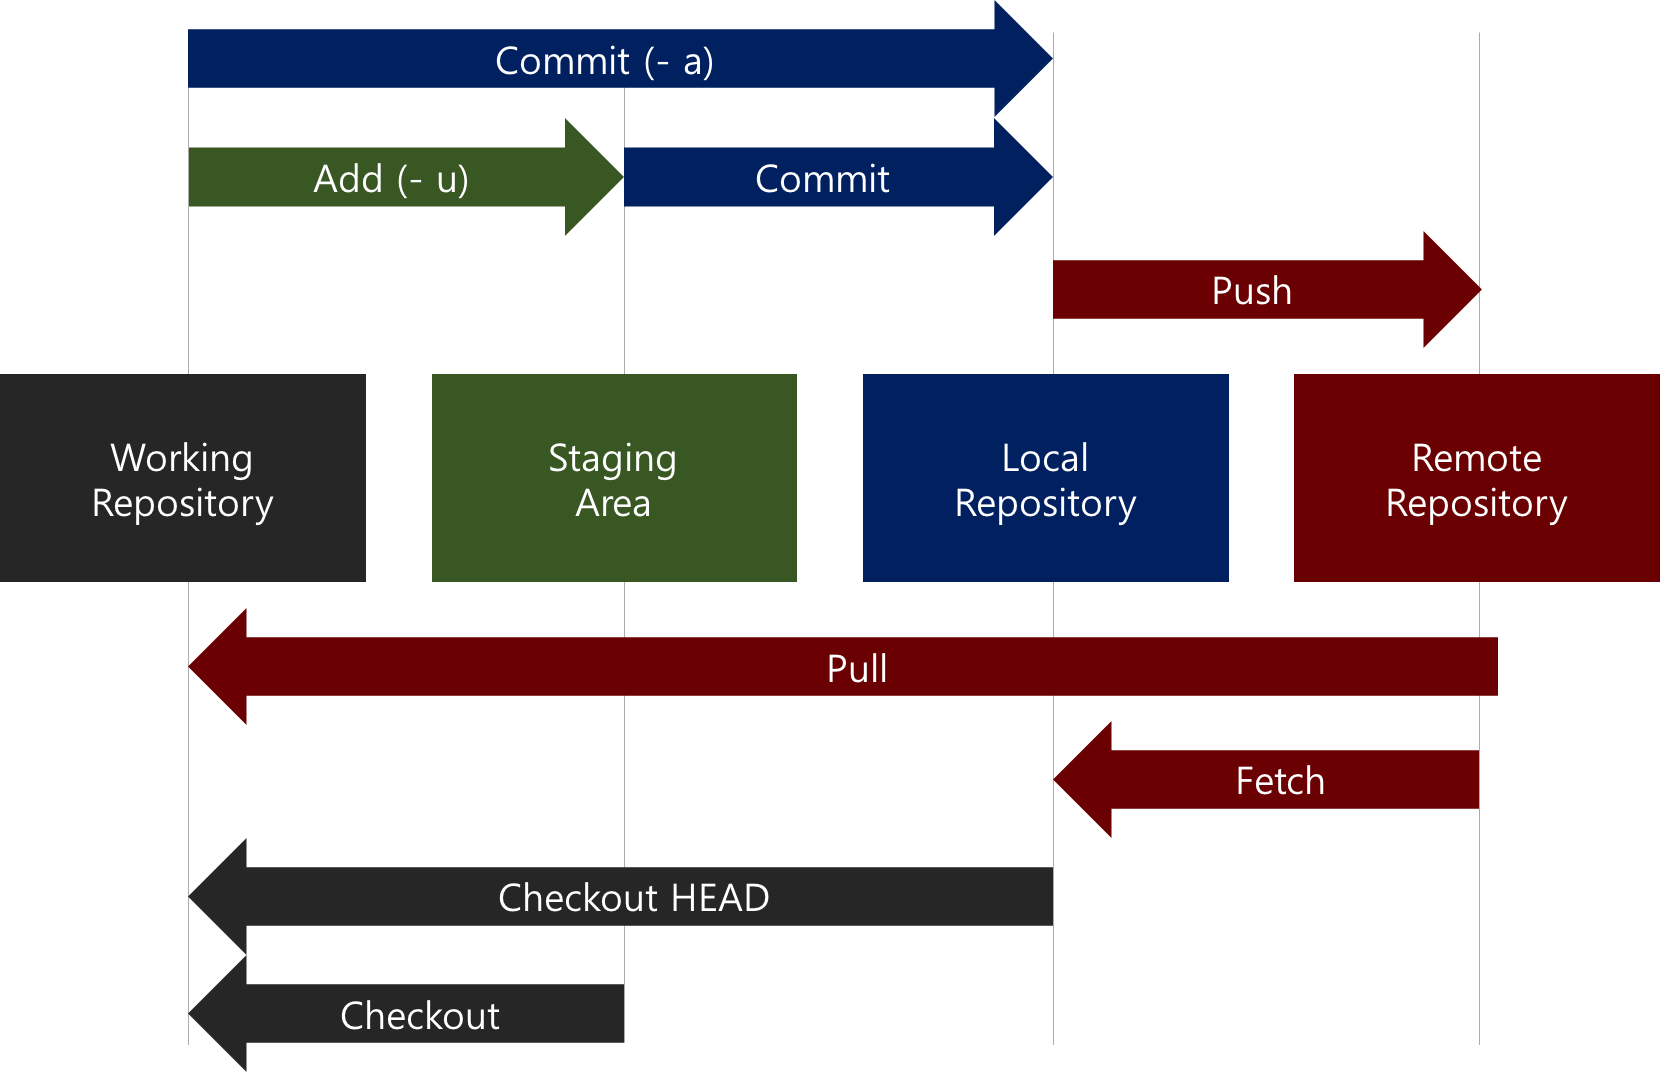 Commit (- a)
Add (- u)
Commit
Push
Working
Repository
Staging
Area
Local
Repository
Remote
Repository
Pull
Fetch
Checkout HEAD
Checkout